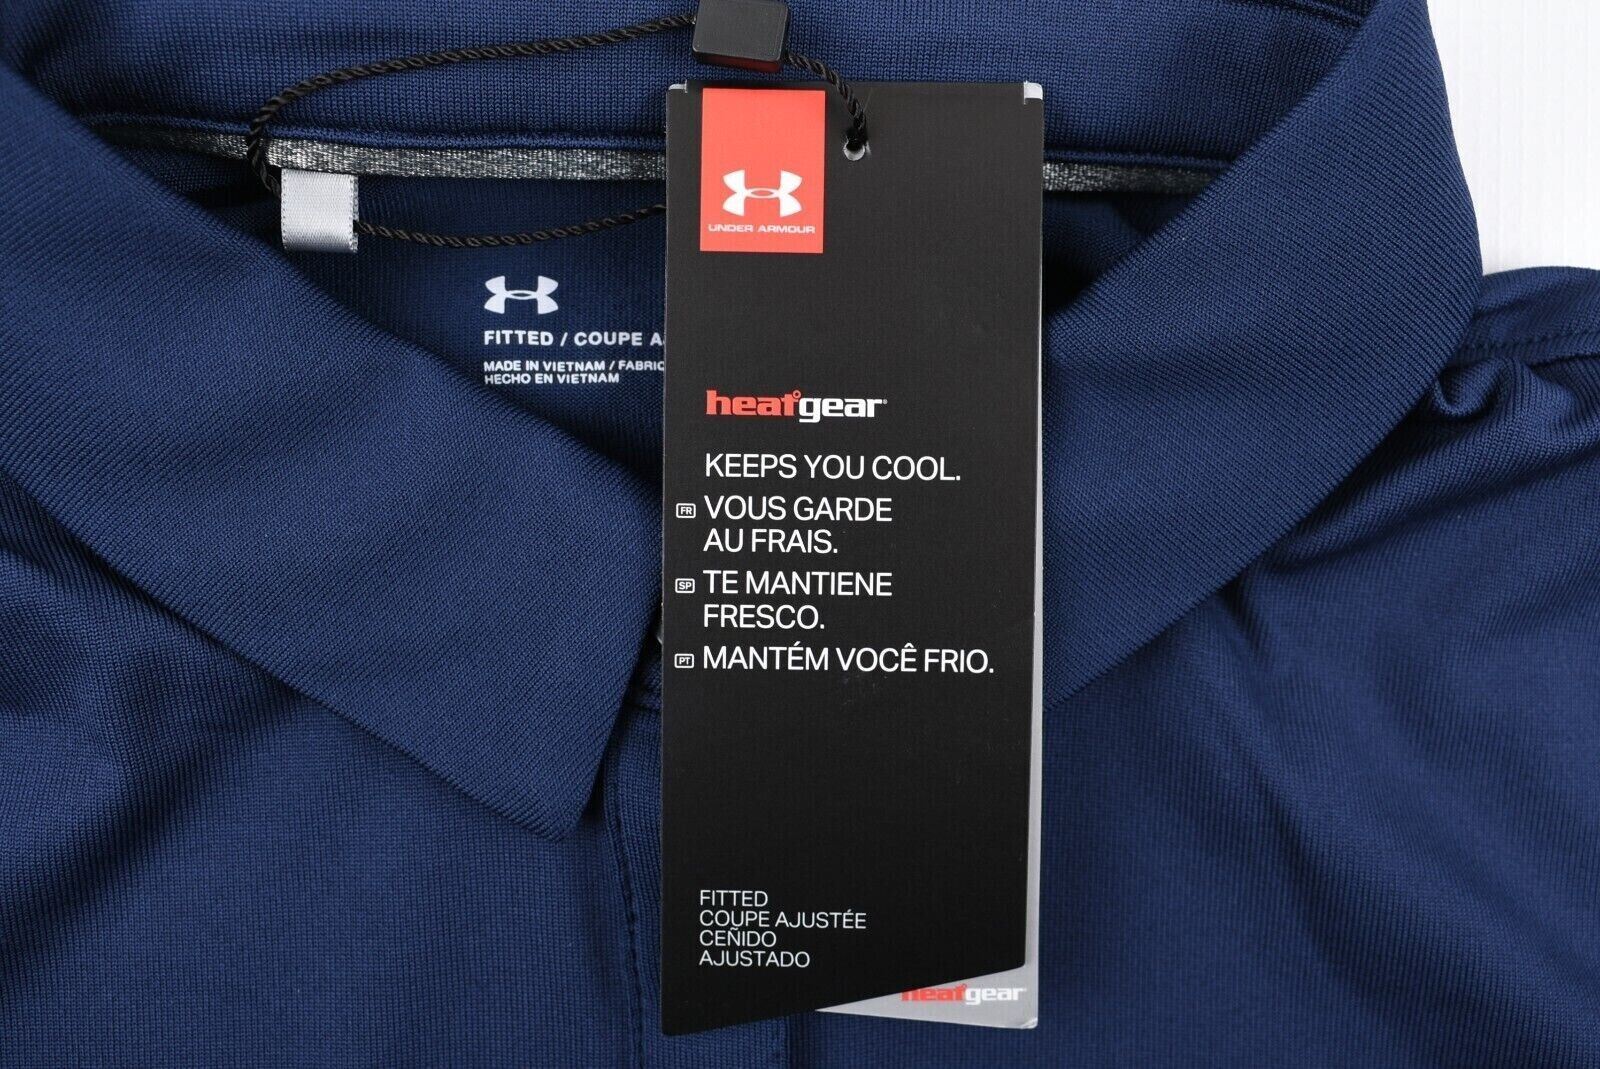 UNDER ARMOUR
FITTED / COUPE
MADE IN VIETNAM /
HECHO EN VIETNAM
heatgear®
KEEPS YOU COOL.
FR VOUS GARDE
AU FRAIS.
SP TE MANTIENE
FRESCO.
PT MANTÉM VOCÊ FRIO.
FITTED
COUPE AJUSTÉE
CEÑIDO
AJUSTADO
heatgear®